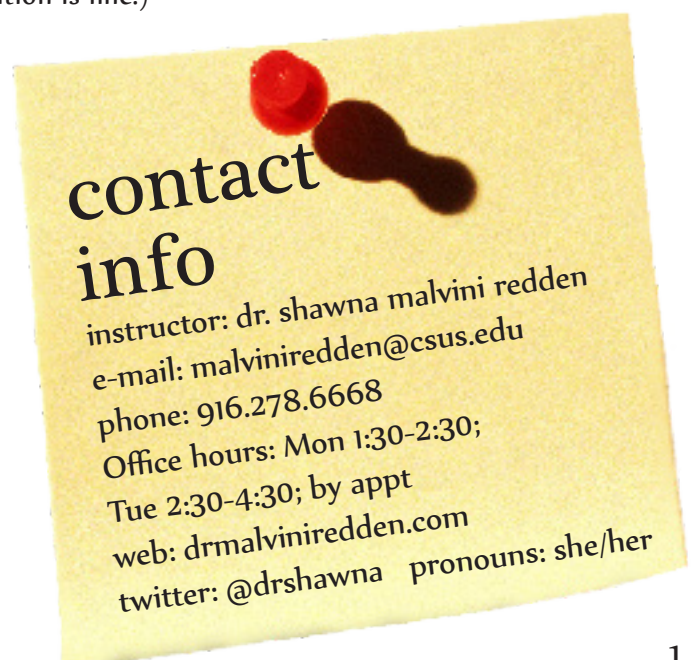 contact
info
instructor: dr. shawna malvini redden
e-mail: malviniredden@csus.edu
phone: 916.278.6668
Office hours: Mon 1:30-2:30;
Tue 2:30-4:30; by appt
web: drmalviniredden.com
twitter: @drshawna pronouns: she/her
1